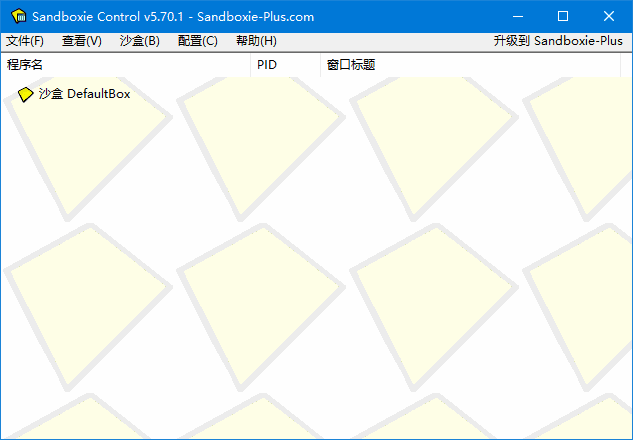 Sandboxie Control v5.70.1 - Sandboxie-Plus.com
文件(F) 查看(V) 沙盒(B) 配置(C) 帮助(H) 升级到 Sandboxie-Plus
程序名 PID 窗口标题
沙盒 DefaultBox